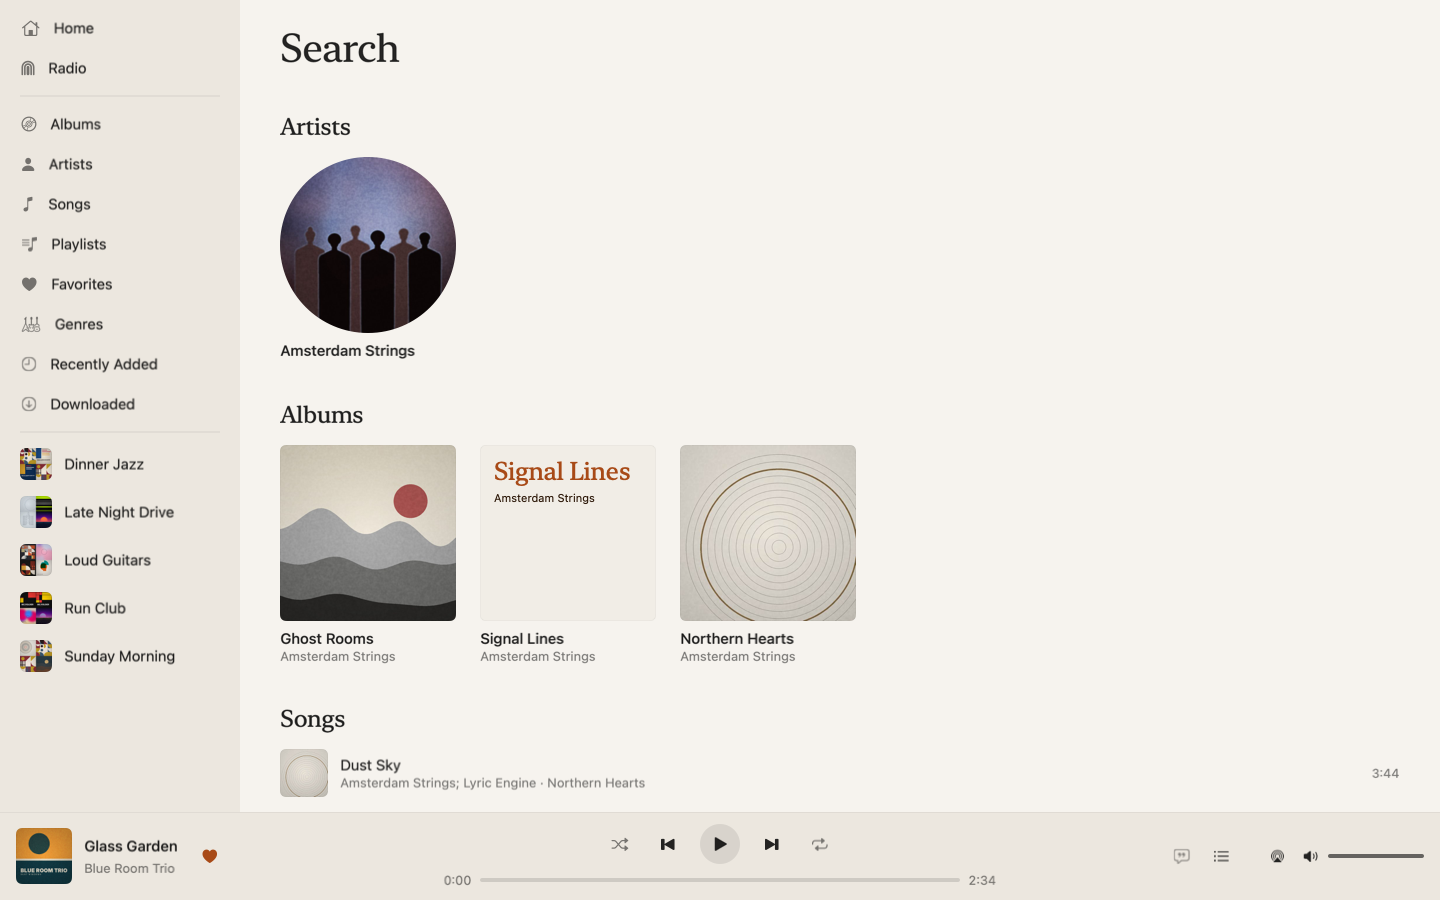 Home
Radio
Albums
Artists
Songs
Playlists
Favorites
Genres
Recently Added
Downloaded
Dinner Jazz
Late Night Drive
Loud Guitars
Run Club
Sunday Morning
Search
Artists
Amsterdam Strings
Albums
Signal Lines
Amsterdam Strings
Ghost Rooms
Amsterdam Strings
Signal Lines
Amsterdam Strings
Northern Hearts
Amsterdam Strings
Songs
Dust Sky
Amsterdam Strings; Lyric Engine · Northern Hearts
3:44
BLUE ROOM TRIO
Glass Garden
Blue Room Trio
0:00
2:34